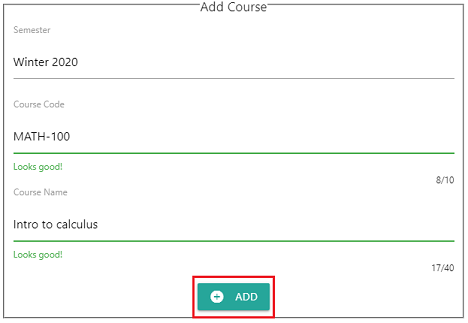 Add Course
Semester
Winter 2020
Course Code
MATH-100
Looks good!
8/10
Course Name
Intro to calculus
Looks good!
17/40
ADD